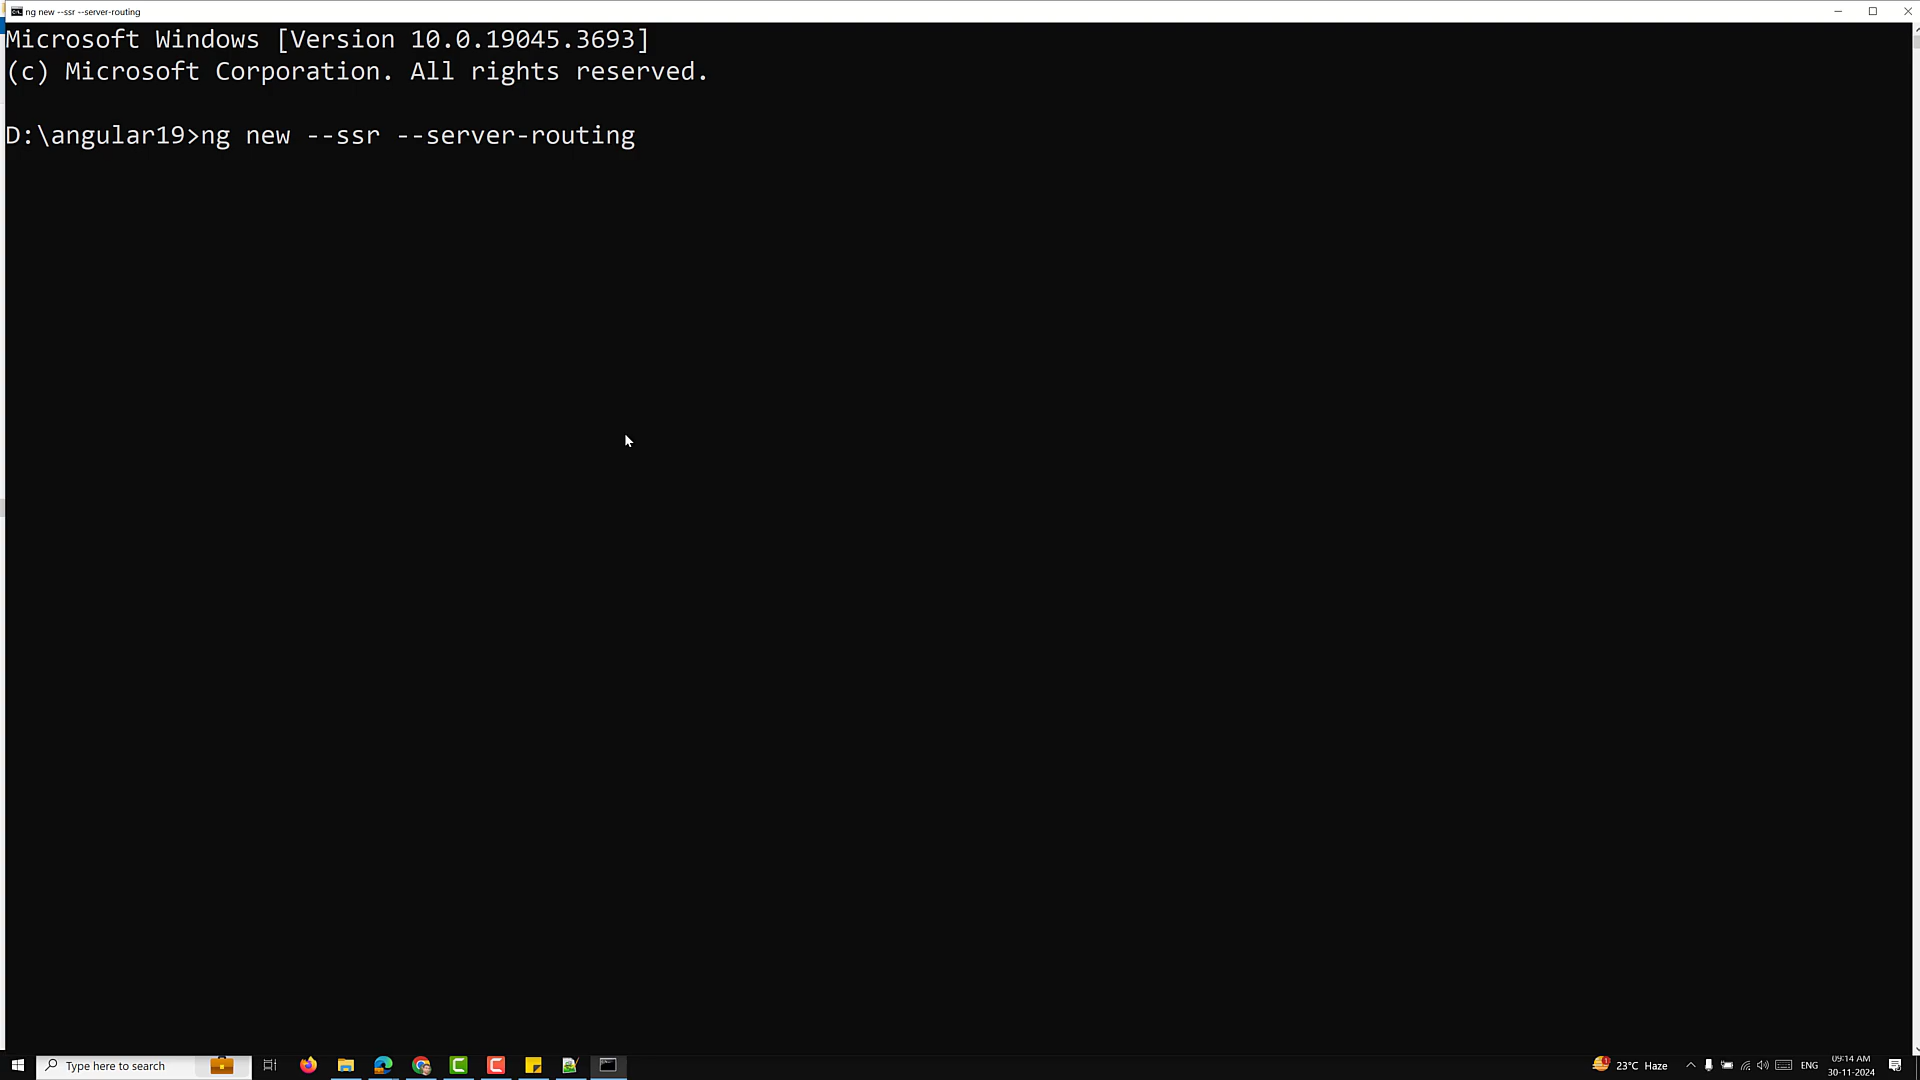 ng new --ssr --server-routing
Microsoft Windows [Version 10.0.19045.3693]
(c) Microsoft Corporation. All rights reserved.
D:\angular19>ng new --ssr --server-routing
Type here to search
23°C Haze
ENG
09:14 AM
30-11-2024